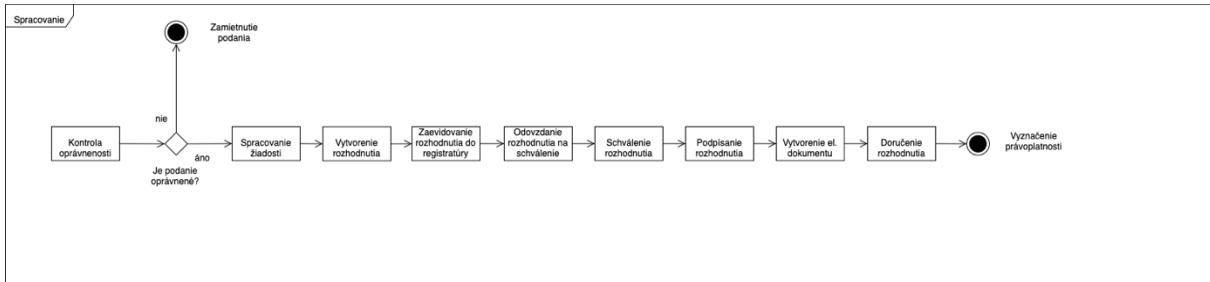 Spracovanie
Zamietnutie
podania
nie
Kontrola
oprávnenosti
áno
Je podanie
oprávnené?
Spracovanie
žiadosti
Vytvorenie
rozhodnutia
Zaevidovanie
rozhodnutia do
registratúry
Odovzdanie
rozhodnutia na
schválenie
Schválenie
rozhodnutia
Podpísanie
rozhodnutia
Vytvorenie el.
dokumentu
Doručenie
rozhodnutia
Vyznačenie
právoplatnosti